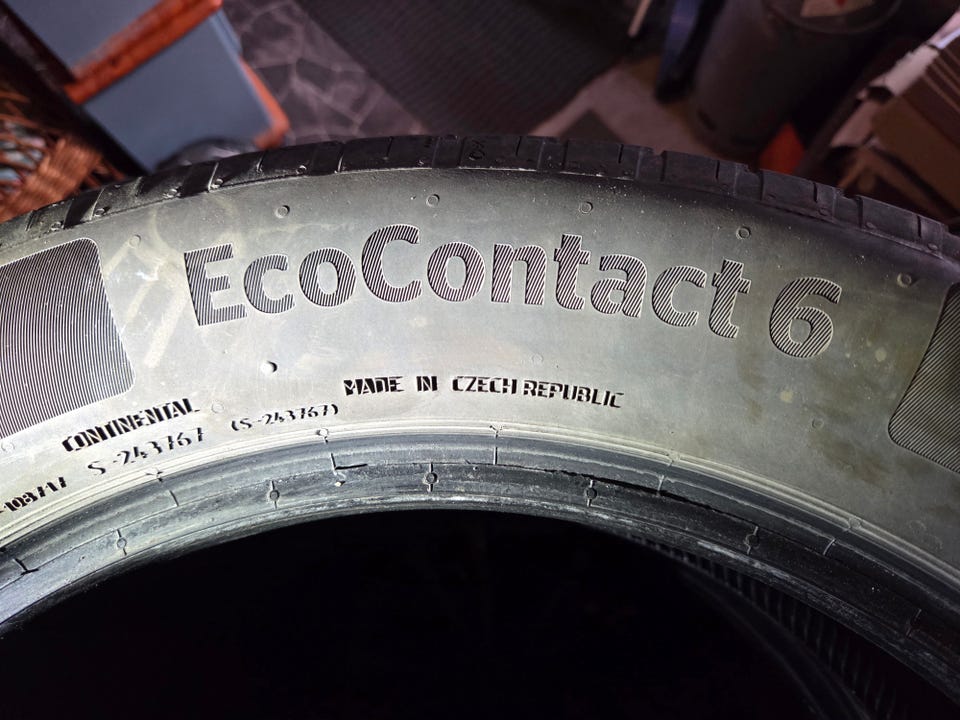 EcoContact 6
MADE IN CZECH REPUBLIC
CONTINENTAL
S-243767 (S-243767)